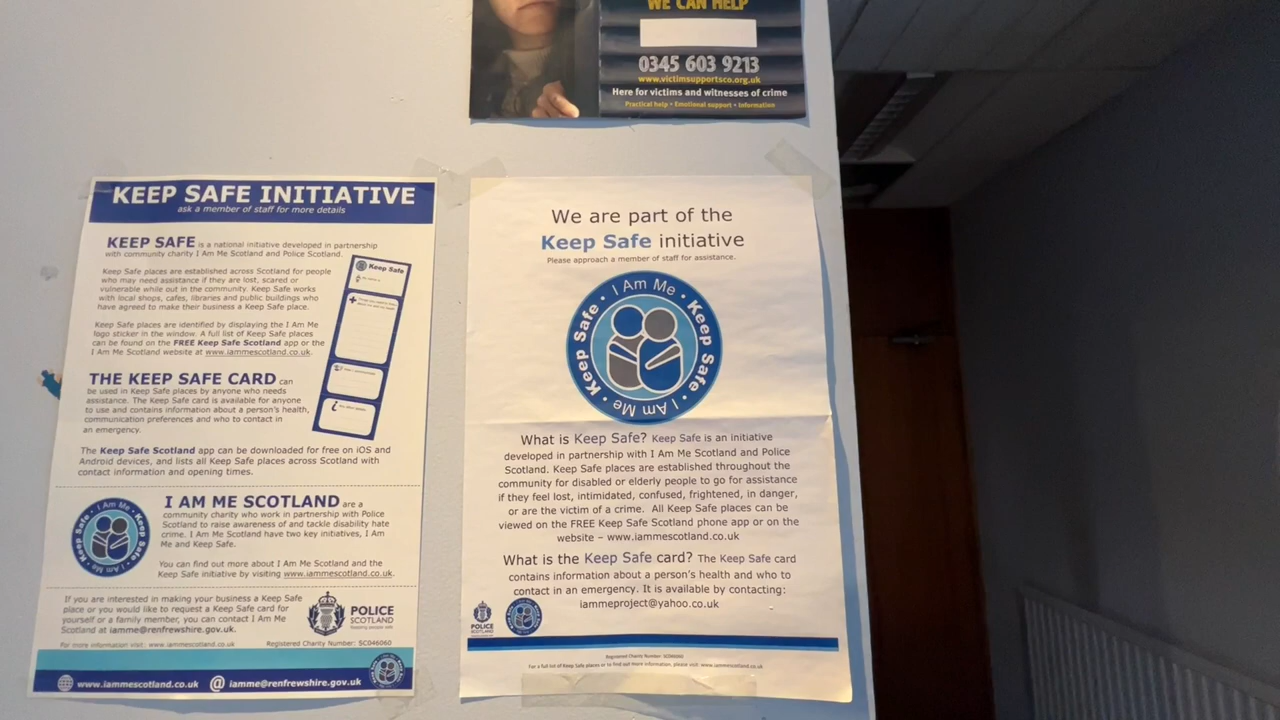 WE CAN HELP
0345 603 9213
www.victimsupportsco.org.uk
Here for victims and witnesses of crime
Practical help • Emotional support • Information
KEEP SAFE INITIATIVE
ask a member of staff for more details
KEEP SAFE is a national initiative developed in partnership
with community charity I Am Me Scotland and Police Scotland.
Keep Safe places are established across Scotland for people
who may need assistance if they are lost, scared or
vulnerable while out in the community. Keep Safe works
with local shops, cafes, libraries and public buildings who
have agreed to make their business a Keep Safe place.
Keep Safe places are identified by displaying the I Am Me
logo sticker in the window. A full list of Keep Safe places
can be found on the FREE Keep Safe Scotland app or the
I Am Me Scotland website at www.iammescotland.co.uk.
Keep Safe
THE KEEP SAFE CARD can
be used in Keep Safe places by anyone who needs
assistance. The Keep Safe card is available for anyone
to use and contains information about a person's health,
communication preferences and who to contact in
an emergency.
The Keep Safe Scotland app can be downloaded for free on iOS and
Android devices, and lists all Keep Safe places across Scotland with
contact information and opening times.
I Am Me • Keep Safe • I Am Me • Keep Safe •
I AM ME SCOTLAND are a
community charity who work in partnership with Police
Scotland to raise awareness of and tackle disability hate
crime. I Am Me Scotland have two key initiatives, I Am
Me and Keep Safe.
You can find out more about I Am Me Scotland and the
Keep Safe initiative by visiting www.iammescotland.co.uk.
If you are interested in making your business a Keep Safe
place or you would like to request a Keep Safe card for
yourself or a family member, you can contact I Am Me
Scotland at iamme@renfrewshire.gov.uk.
POLICE
SCOTLAND
Keeping people safe
For more information visit: www.iammescotland.co.uk
Registered Charity Number: SC046060
www.iammescotland.co.uk
@ iamme@renfrewshire.gov.uk
We are part of the
Keep Safe initiative
Please approach a member of staff for assistance.
I Am Me • Keep Safe • I Am Me • Keep Safe •
What is Keep Safe? Keep Safe is an initiative
developed in partnership with I Am Me Scotland and Police
Scotland. Keep Safe places are established throughout the
community for disabled or elderly people to go for assistance
if they feel lost, intimidated, confused, frightened, in danger,
or are the victim of a crime. All Keep Safe places can be
viewed on the FREE Keep Safe Scotland phone app or on the
website – www.iammescotland.co.uk
What is the Keep Safe card? The Keep Safe card
contains information about a person's health and who to
contact in an emergency. It is available by contacting:
iammeproject@yahoo.co.uk
POLICE
SCOTLAND
Registered Charity Number: SC046060
For a full list of Keep Safe places or to find out more information, please visit: www.iammescotland.co.uk